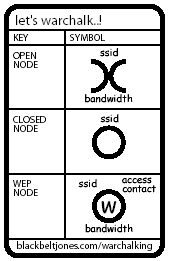 let's warchalk..!
KEY SYMBOL
OPEN NODE
ssid
bandwidth
CLOSED NODE
ssid
WEP NODE
ssid
access contact
W
bandwidth
blackbeltjones.com/warchalking